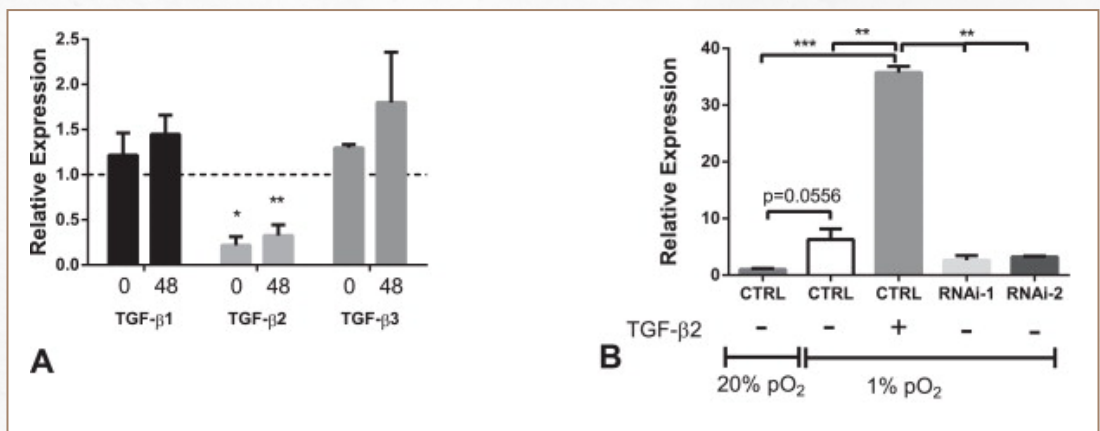 2.5
2.0
1.5
1.0
0.5
0.0
Relative Expression
* **
0 48 0 48 0 48
TGF-β1 TGF-β2 TGF-β3
A
*** ** **
40
30
20
10
0
Relative Expression
p=0.0556
CTRL CTRL CTRL RNAi-1 RNAi-2
TGF-β2 - - + - -
B
20% pO₂ 1% pO₂